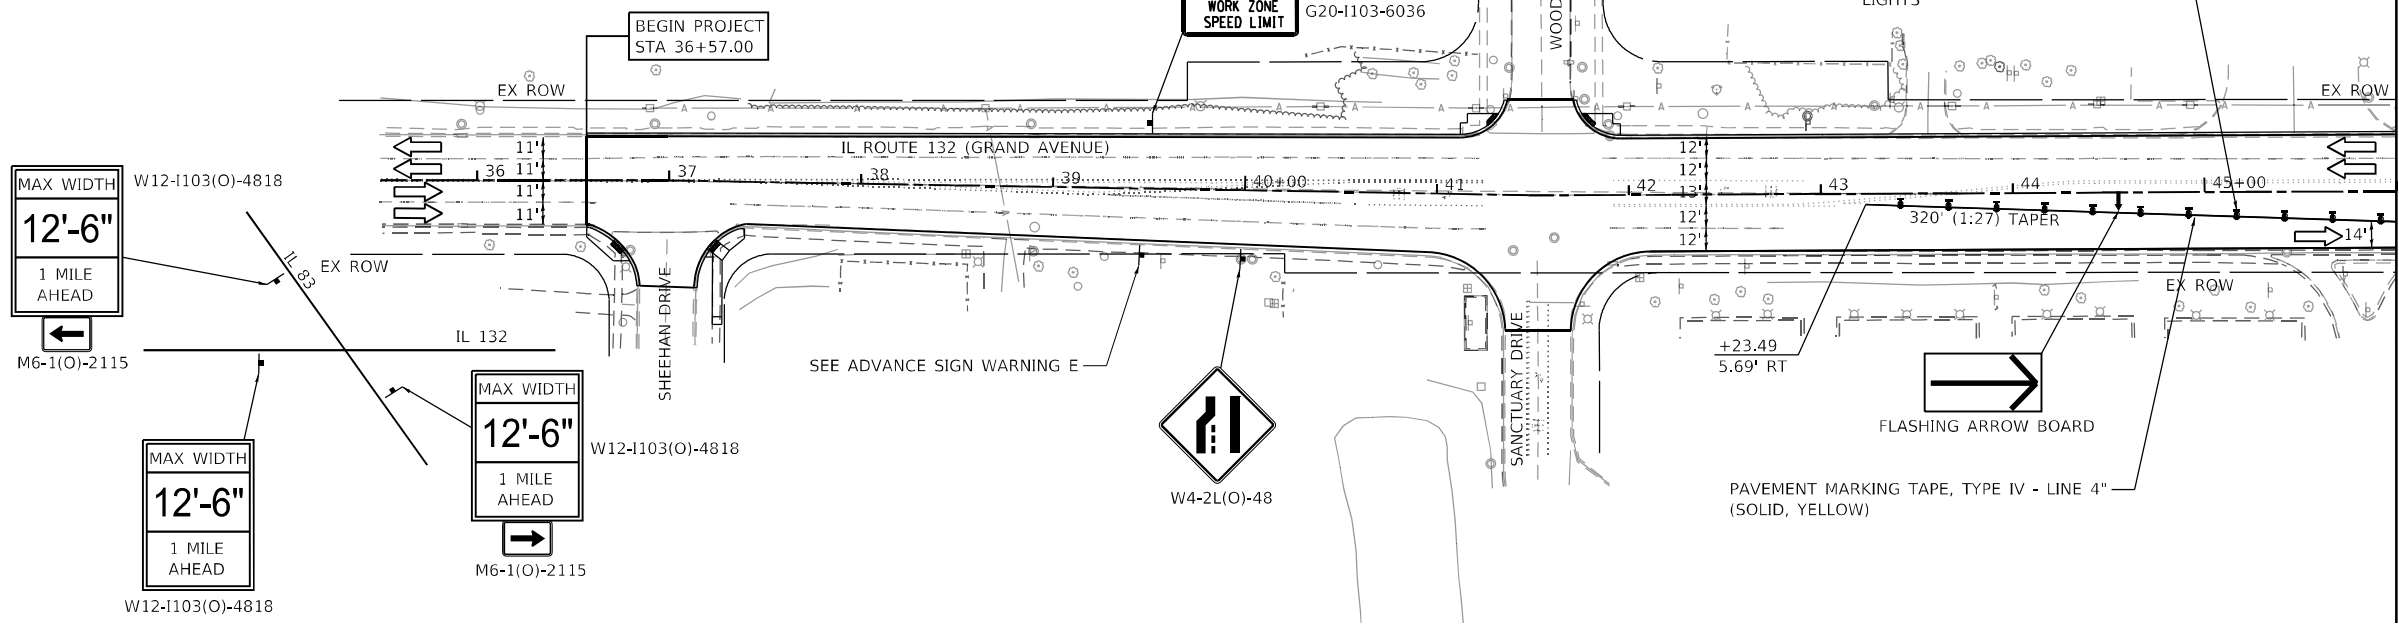 WORK ZONE
SPEED LIMIT
G20-I103-6036
BEGIN PROJECT
STA 36+57.00
EX ROW
EX ROW
IL ROUTE 132 (GRAND AVENUE)
11'
11'
11'
11'
36
37
38
39
40+00
41
42
43
44
45+00
12'
12'
13'
12'
12'
320' (1:27) TAPER
14'
MAX WIDTH
12'-6"
1 MILE
AHEAD
W12-I103(O)-4818
M6-1(O)-2115
IL 83
EX ROW
IL 132
SHEEHAN DRIVE
SEE ADVANCE SIGN WARNING E
SANCTUARY DRIVE
EX ROW
+23.49
5.69' RT
FLASHING ARROW BOARD
MAX WIDTH
12'-6"
1 MILE
AHEAD
W12-I103(O)-4818
M6-1(O)-2115
MAX WIDTH
12'-6"
1 MILE
AHEAD
W12-I103(O)-4818
W4-2L(O)-48
PAVEMENT MARKING TAPE, TYPE IV - LINE 4"
(SOLID, YELLOW)